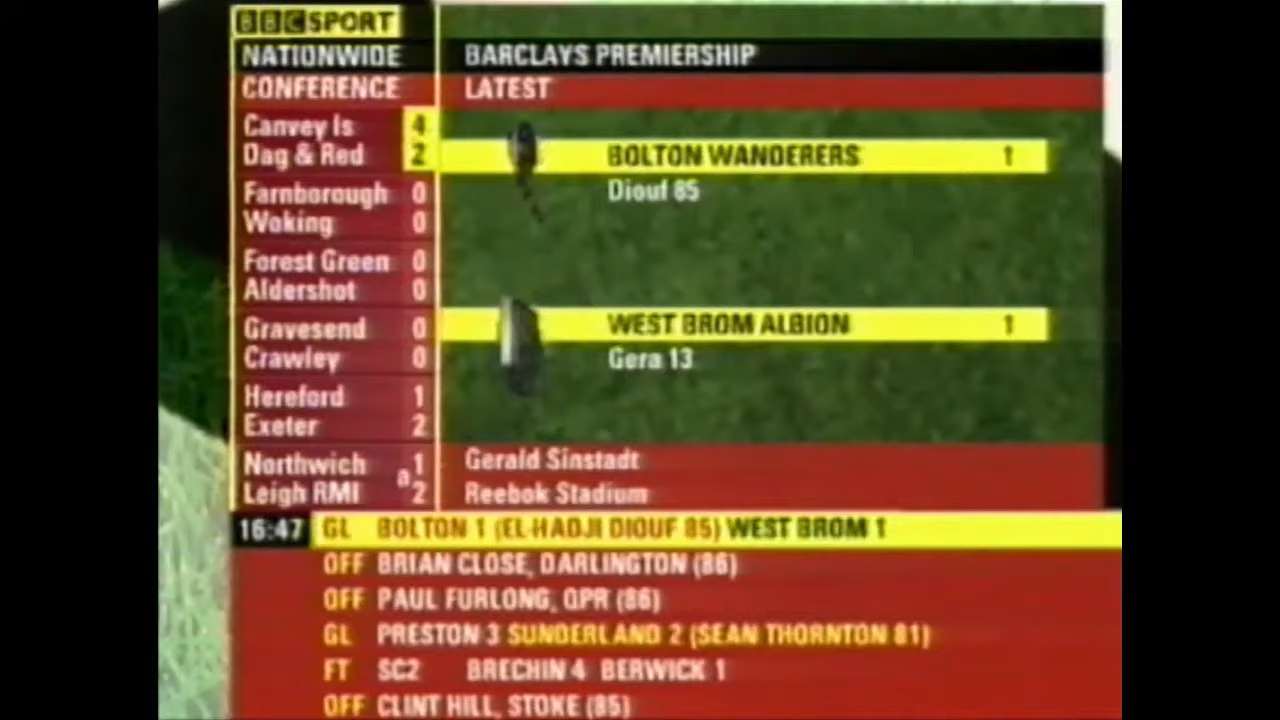 BBC SPORT
NATIONWIDE
CONFERENCE
Canvey Is 4
Dag & Red 2
Farnborough 0
Woking 0
Forest Green 0
Aldershot 0
Gravesend 0
Crawley 0
Hereford 1
Exeter 2
Northwich 1
a
Leigh RMI 2
BARCLAYS PREMIERSHIP
LATEST
BOLTON WANDERERS 1
Diouf 85
WEST BROM ALBION 1
Gera 13
Gerald Sinstadt
Reebok Stadium
16:47 GL BOLTON 1 (EL-HADJI DIOUF 85) WEST BROM 1
OFF BRIAN CLOSE, DARLINGTON (86)
OFF PAUL FURLONG, QPR (86)
GL PRESTON 3 SUNDERLAND 2 (SEAN THORNTON 81)
FT SC2 BRECHIN 4 BERWICK 1
OFF CLINT HILL, STOKE (85)